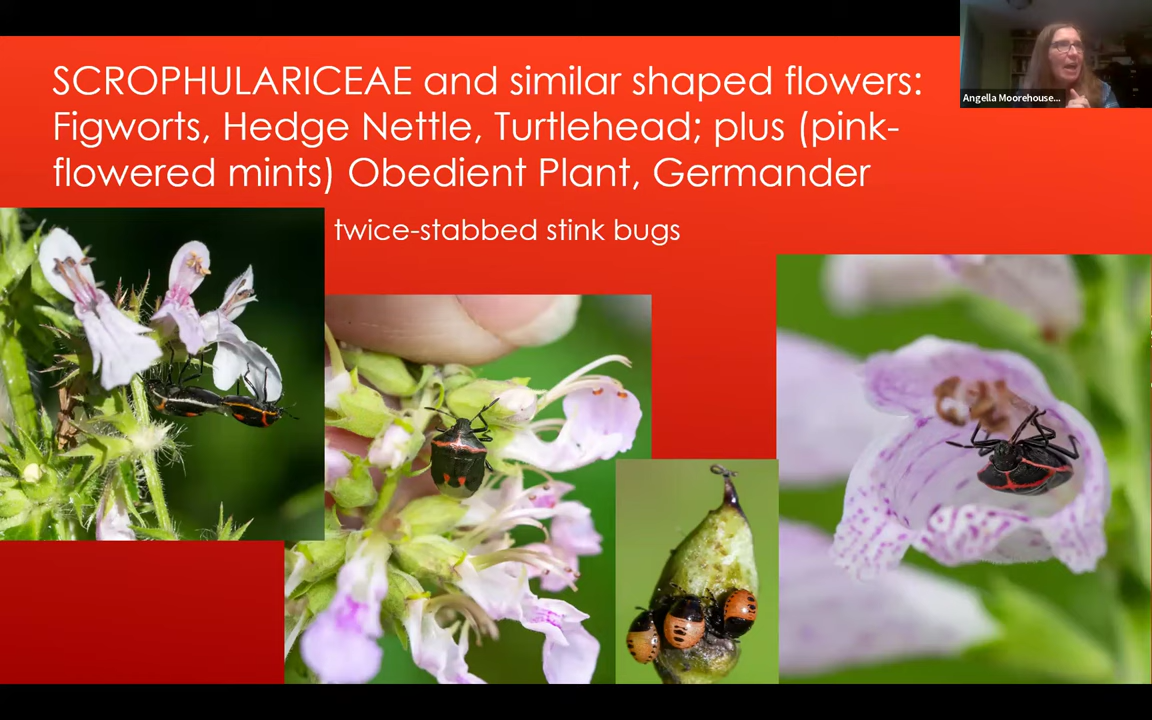 SCROPHULARICEAE and similar shaped flowers:
Figworts, Hedge Nettle, Turtlehead; plus (pink-
flowered mints) Obedient Plant, Germander
twice-stabbed stink bugs
Angella Moorehouse...